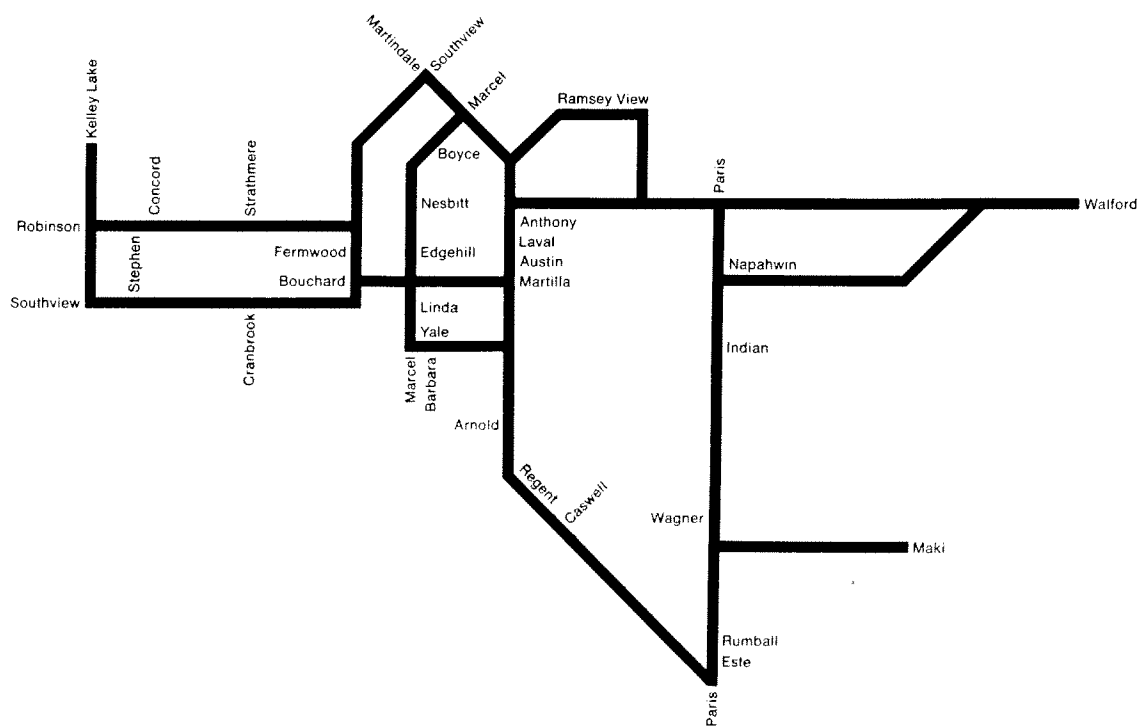 Martindale
Southview
Marcel
Ramsey View
Kelley Lake
Concord
Strathmere
Boyce
Paris
Robinson
Nesbitt
Anthony
Walford
Stephen
Fermwood
Edgehill
Laval
Austin
Napahwin
Bouchard
Martilla
Southview
Linda
Yale
Cranbrook
Marcel
Barbara
Indian
Arnold
Regent
Caswell
Wagner
Maki
Rumball
Este
Paris